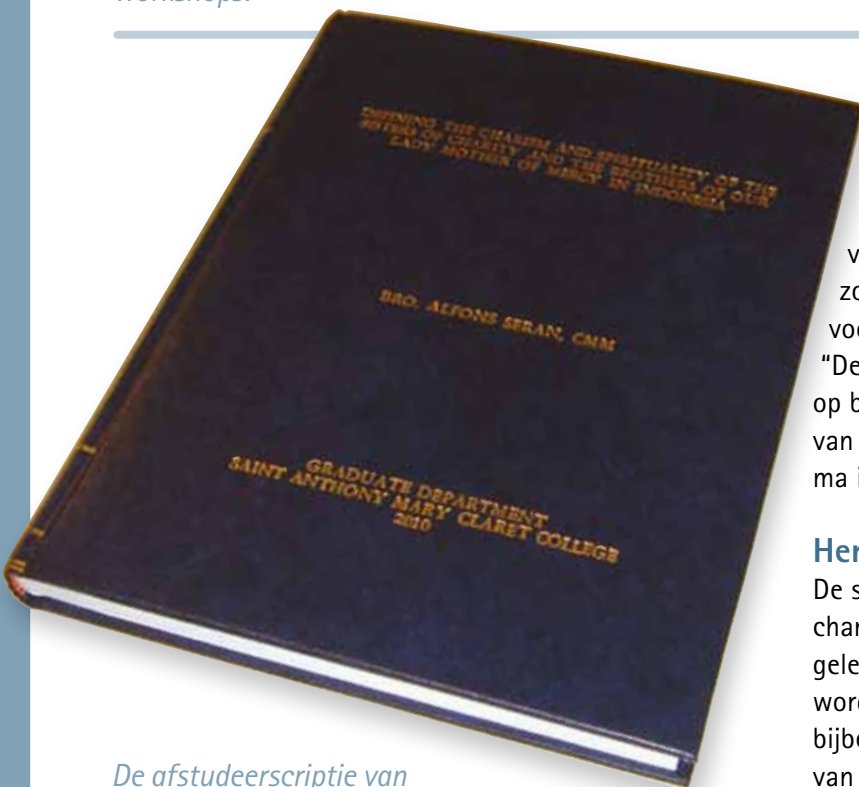 workshops.
DEFINING THE CHARISM AND SPIRITUALITY OF THE
SISTERS OF CHARITY AND THE BROTHERS OF OUR
LADY MOTHER OF MERCY IN INDONESIA
BRO. ALFONS SERAN, CMM
GRADUATE DEPARTMENT
SAINT ANTHONY MARY CLARET COLLEGE
2010
De afstudeerscriptie van
v
zo
voo
"De
op b
van
ma i
Her
De s
char
gele
word
bijbe
van